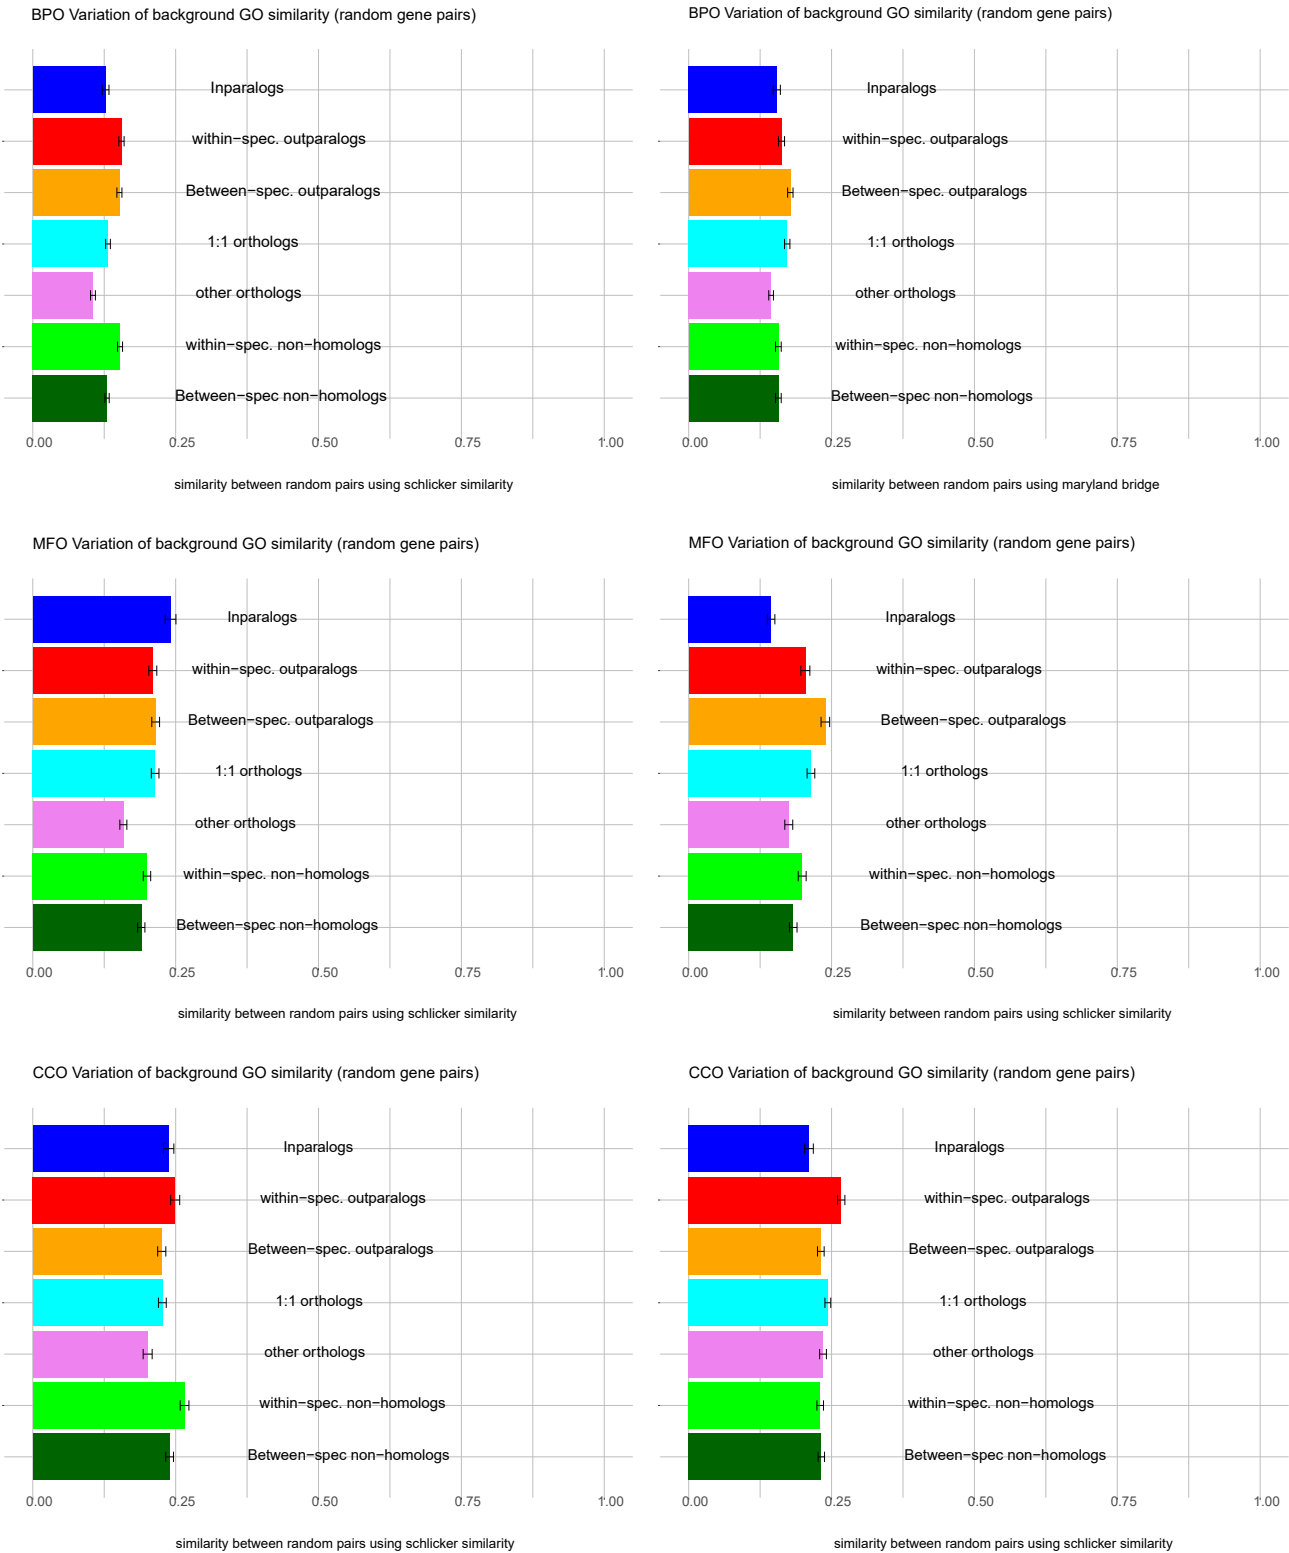 BPO Variation of background GO similarity (random gene pairs)
Inparalogs
within−spec. outparalogs
Between−spec. outparalogs
1:1 orthologs
other orthologs
within−spec. non−homologs
Between−spec non−homologs
0.00 0.25 0.50 0.75 1.00
similarity between random pairs using schlicker similarity
BPO Variation of background GO similarity (random gene pairs)
Inparalogs
within−spec. outparalogs
Between−spec. outparalogs
1:1 orthologs
other orthologs
within−spec. non−homologs
Between−spec non−homologs
0.00 0.25 0.50 0.75 1.00
similarity between random pairs using maryland bridge
MFO Variation of background GO similarity (random gene pairs)
Inparalogs
within−spec. outparalogs
Between−spec. outparalogs
1:1 orthologs
other orthologs
within−spec. non−homologs
Between−spec non−homologs
0.00 0.25 0.50 0.75 1.00
similarity between random pairs using schlicker similarity
MFO Variation of background GO similarity (random gene pairs)
Inparalogs
within−spec. outparalogs
Between−spec. outparalogs
1:1 orthologs
other orthologs
within−spec. non−homologs
Between−spec non−homologs
0.00 0.25 0.50 0.75 1.00
similarity between random pairs using schlicker similarity
CCO Variation of background GO similarity (random gene pairs)
Inparalogs
within−spec. outparalogs
Between−spec. outparalogs
1:1 orthologs
other orthologs
within−spec. non−homologs
Between−spec non−homologs
0.00 0.25 0.50 0.75 1.00
similarity between random pairs using schlicker similarity
CCO Variation of background GO similarity (random gene pairs)
Inparalogs
within−spec. outparalogs
Between−spec. outparalogs
1:1 orthologs
other orthologs
within−spec. non−homologs
Between−spec non−homologs
0.00 0.25 0.50 0.75 1.00
similarity between random pairs using schlicker similarity